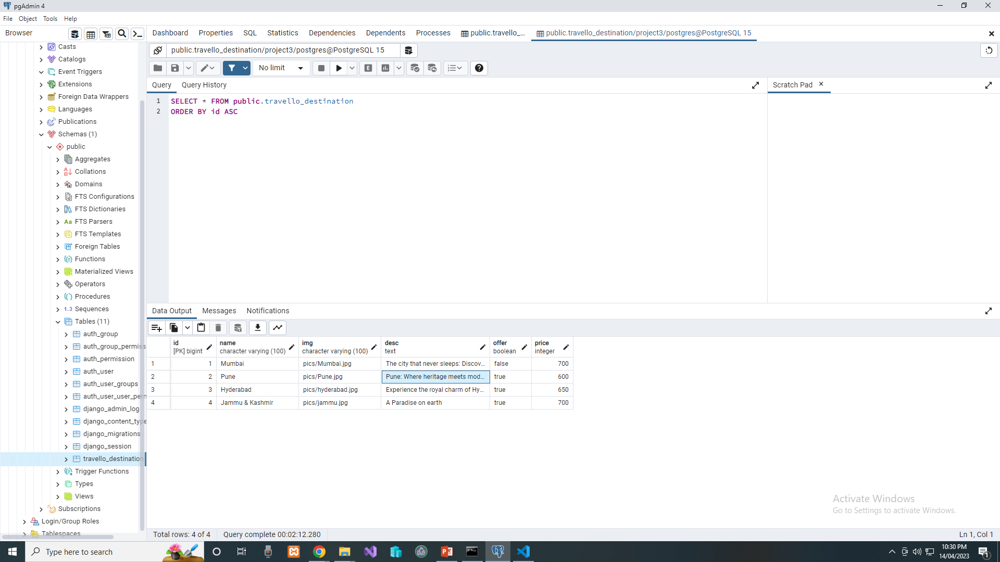 pgAdmin 4
File Object Tools Help
Browser
Dashboard Properties SQL Statistics Dependencies Dependents Processes public.travello_... public.travello_destination/project3/postgres@PostgreSQL 15
public.travello_destination/project3/postgres@PostgreSQL 15
No limit
E
Query Query History
Scratch Pad
1 SELECT * FROM public.travello_destination
2 ORDER BY id ASC
Casts
Catalogs
Event Triggers
Extensions
Foreign Data Wrappers
Languages
Publications
Schemas (1)
public
Aggregates
Collations
Domains
FTS Configurations
FTS Dictionaries
Aa FTS Parsers
FTS Templates
Foreign Tables
Functions
Materialized Views
Operators
Procedures
1..3 Sequences
Tables (11)
auth_group
auth_group_permiss
auth_permission
auth_user
auth_user_groups
auth_user_user_perm
django_admin_log
django_content_type
django_migrations
django_session
travello_destination
Trigger Functions
Types
Views
Subscriptions
Login/Group Roles
Tablespaces
Data Output Messages Notifications
id name img desc offer price
[PK] bigint character varying (100) character varying (100) text boolean integer
1 1 Mumbai pics/Mumbai.jpg The city that never sleeps: Discov... false 700
2 2 Pune pics/Pune.jpg Pune: Where heritage meets mod... true 600
3 3 Hyderabad pics/hyderabad.jpg Experience the royal charm of Hy... true 650
4 4 Jammu & Kashmir pics/jammu.jpg A Paradise on earth true 700
Activate Windows
Go to Settings to activate Windows.
Total rows: 4 of 4 Query complete 00:02:12.280 Ln 1, Col 1
Type here to search
10:30 PM
14/04/2023
1